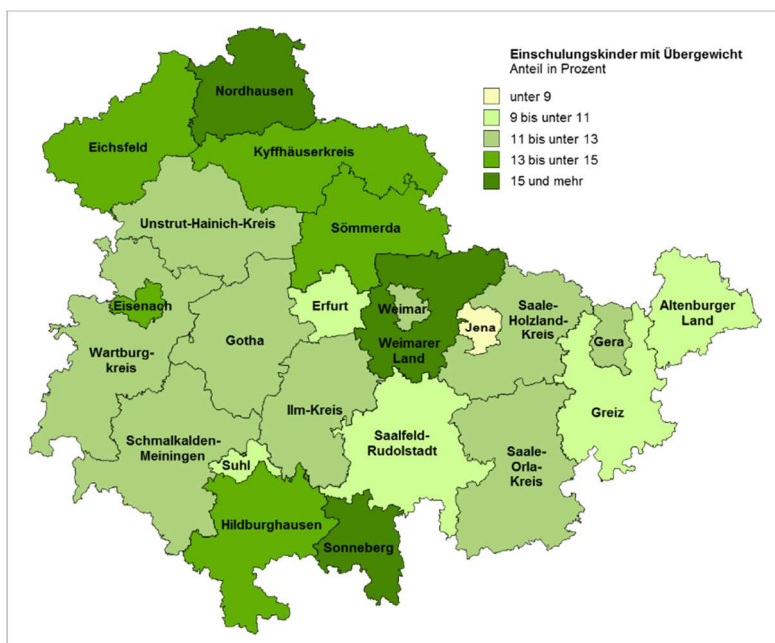 Einschulungskinder mit Übergewicht
Anteil in Prozent
unter 9
9 bis unter 11
11 bis unter 13
13 bis unter 15
15 und mehr
Nordhausen
Eichsfeld
Kyffhäuserkreis
Unstrut-Hainich-Kreis
Sömmerda
Eisenach
Wartburg-
kreis
Gotha
Erfurt
Weimar
Weimarer
Land
Jena
Saale-
Holzland-
Kreis
Gera
Altenburger
Land
Greiz
Ilm-Kreis
Schmalkalden-
Meiningen
Suhl
Saalfeld-
Rudolstadt
Saale-
Orla-
Kreis
Hildburghausen
Sonneberg